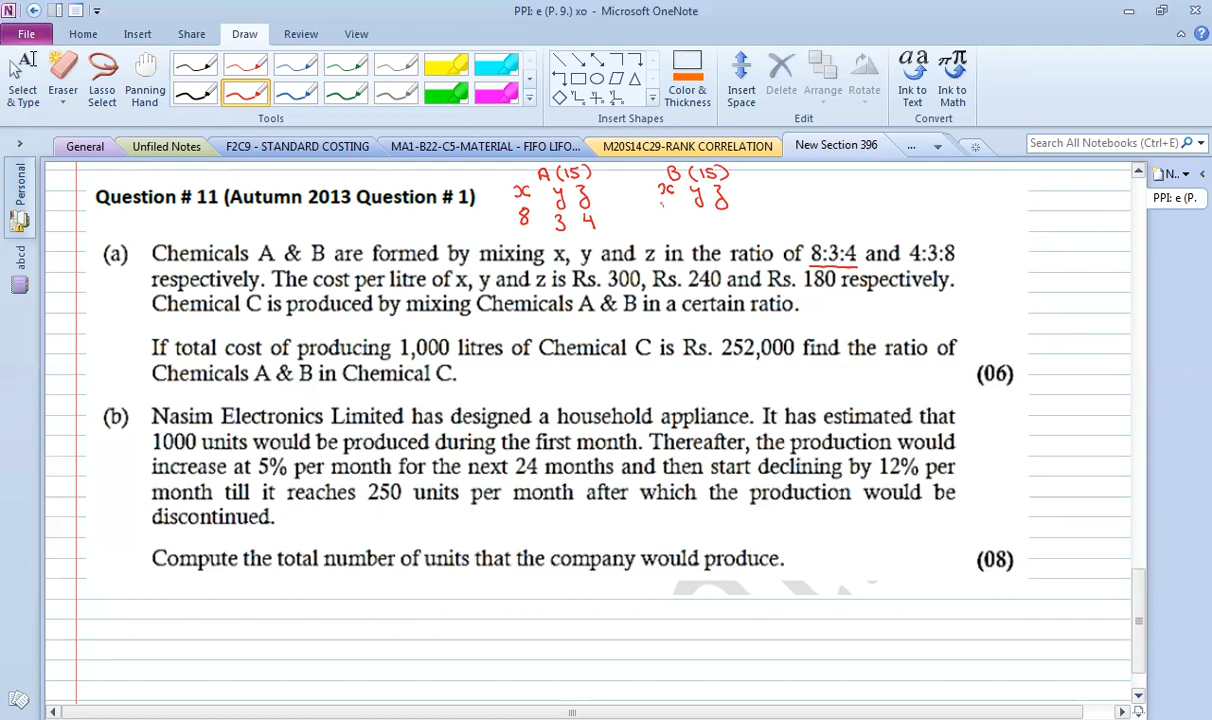 PPI: e (P. 9.) xo - Microsoft OneNote
File Home Insert Share Draw Review View
Select & Type
Eraser
Lasso Select
Panning Hand
Color & Thickness
Insert Space
Delete
Arrange
Rotate
Ink to Text
Ink to Math
Tools
Insert Shapes
Edit
Convert
General
Unfiled Notes
F2C9 - STANDARD COSTING
MA1-B22-C5-MATERIAL - FIFO LIFO...
M20S14C29-RANK CORRELATION
New Section 396
...
Search All Notebooks (Ctrl+E)
Personal
abcd
N..
PPI: e (P.
A (15) B (15)
x y z x y z
8 3 4
Question # 11 (Autumn 2013 Question # 1)
(a) Chemicals A & B are formed by mixing x, y and z in the ratio of 8:3:4 and 4:3:8
respectively. The cost per litre of x, y and z is Rs. 300, Rs. 240 and Rs. 180 respectively.
Chemical C is produced by mixing Chemicals A & B in a certain ratio.
If total cost of producing 1,000 litres of Chemical C is Rs. 252,000 find the ratio of
Chemicals A & B in Chemical C. (06)
(b) Nasim Electronics Limited has designed a household appliance. It has estimated that
1000 units would be produced during the first month. Thereafter, the production would
increase at 5% per month for the next 24 months and then start declining by 12% per
month till it reaches 250 units per month after which the production would be
discontinued.
Compute the total number of units that the company would produce. (08)